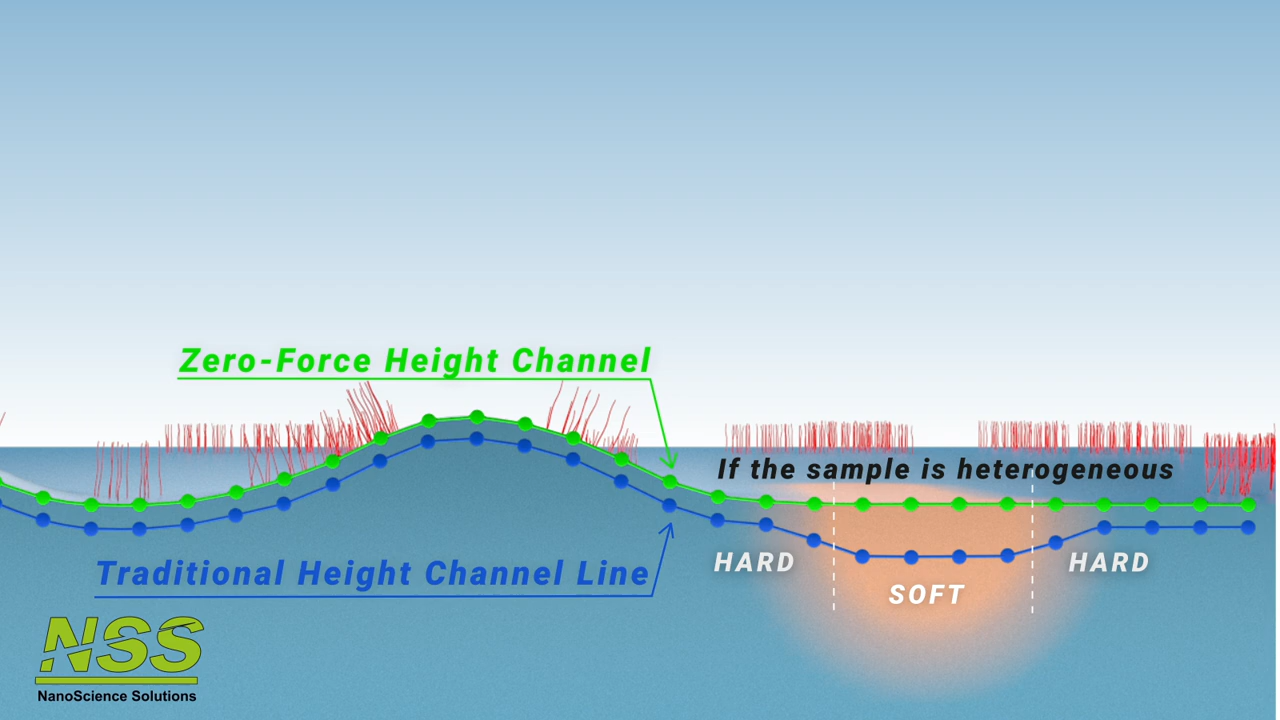 Zero-Force Height Channel
If the sample is heterogeneous
HARD
HARD
Traditional Height Channel Line
SOFT
NSS
NanoScience Solutions